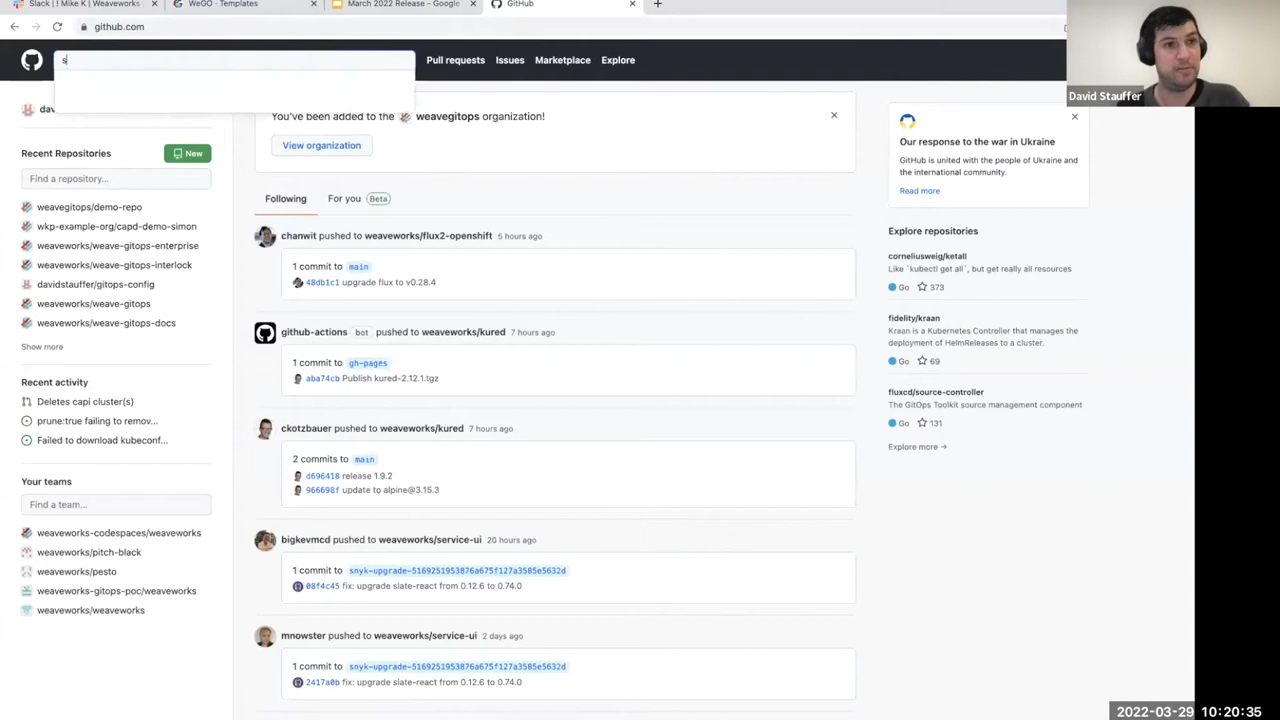 Slack | ! Mike K | Weaveworks
WeGO - Templates
March 2022 Release - Google
GitHub
github.com
s
Pull requests
Issues
Marketplace
Explore
David Stauffer
Recent Repositories
New
Find a repository...
weavegitops/demo-repo
wkp-example-org/capd-demo-simon
weaveworks/weave-gitops-enterprise
weaveworks/weave-gitops-interlock
davidstauffer/gitops-config
weaveworks/weave-gitops
weaveworks/weave-gitops-docs
Show more
Recent activity
Deletes capi cluster(s)
prune:true failing to remov...
Failed to download kubeconf...
Your teams
Find a team...
weaveworks-codespaces/weaveworks
weaveworks/pitch-black
weaveworks/pesto
weaveworks-gitops-poc/weaveworks
weaveworks/weaveworks
You've been added to the weavegitops organization!
View organization
Following
For you Beta
chanwit pushed to weaveworks/flux2-openshift 5 hours ago
1 commit to main
48db1c1 upgrade flux to v0.28.4
github-actions bot pushed to weaveworks/kured 7 hours ago
1 commit to gh-pages
aba74cb Publish kured-2.12.1.tgz
ckotzbauer pushed to weaveworks/kured 7 hours ago
2 commits to main
d696418 release 1.9.2
966698f update to alpine@3.15.3
bigkevmcd pushed to weaveworks/service-ui 20 hours ago
1 commit to snyk-upgrade-5169251953876a675f127a3585e5632d
08f4c45 fix: upgrade slate-react from 0.12.6 to 0.74.0
mnowster pushed to weaveworks/service-ui 2 days ago
1 commit to snyk-upgrade-5169251953876a675f127a3585e5632d
2417a0b fix: upgrade slate-react from 0.12.6 to 0.74.0
Our response to the war in Ukraine
GitHub is united with the people of Ukraine and
the international community.
Read more
Explore repositories
corneliusweig/ketall
Like `kubectl get all`, but get really all resources
Go 373
fidelity/kraan
Kraan is a Kubernetes Controller that manages the
deployment of HelmReleases to a cluster.
Go 69
fluxcd/source-controller
The GitOps Toolkit source management component
Go 131
Explore more →
2022-03-29 10:20:35